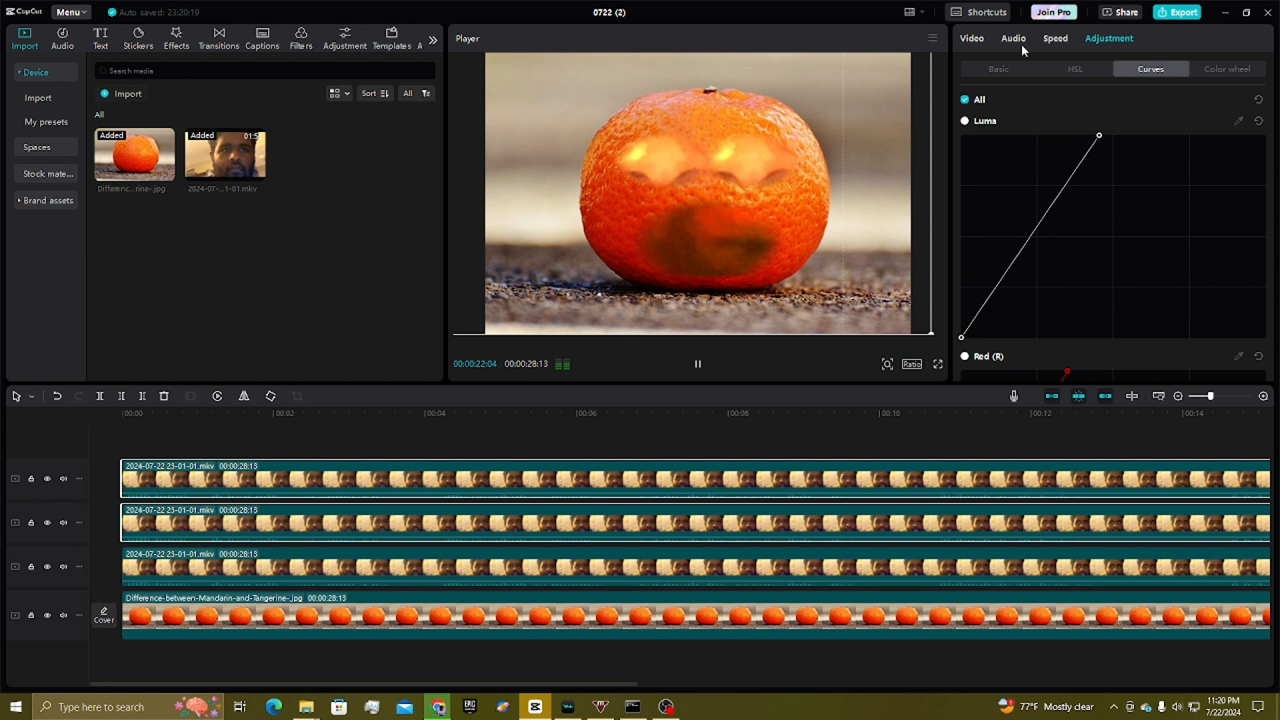 CapCut
Menu
Auto saved: 23:20:19
0722 (2)
Shortcuts
Join Pro
Share
Export
Import
Audio
Text
Stickers
Effects
Transitions
Captions
Filters
Adjustment
Templates
A
Device
Import
My presets
Spaces
Stock mate...
Brand assets
Search media
Import
Sort
All
All
Added
Added
Differenc...rine-.jpg
2024-07-...1-01.mkv
Player
00:00:22:04
00:00:28:13
Ratio
Video
Audio
Speed
Adjustment
Basic
HSL
Curves
Color wheel
All
Luma
Red (R)
00:00
00:02
00:04
00:06
00:08
00:10
00:12
00:14
2024-07-22 23-01-01.mkv 00:00:28:13
2024-07-22 23-01-01.mkv 00:00:28:13
2024-07-22 23-01-01.mkv 00:00:28:13
Difference-between-Mandarin-and-Tangerine-.jpg 00:00:28:13
Cover
Type here to search
EPIC
77°F Mostly clear
11:20 PM
7/22/2024